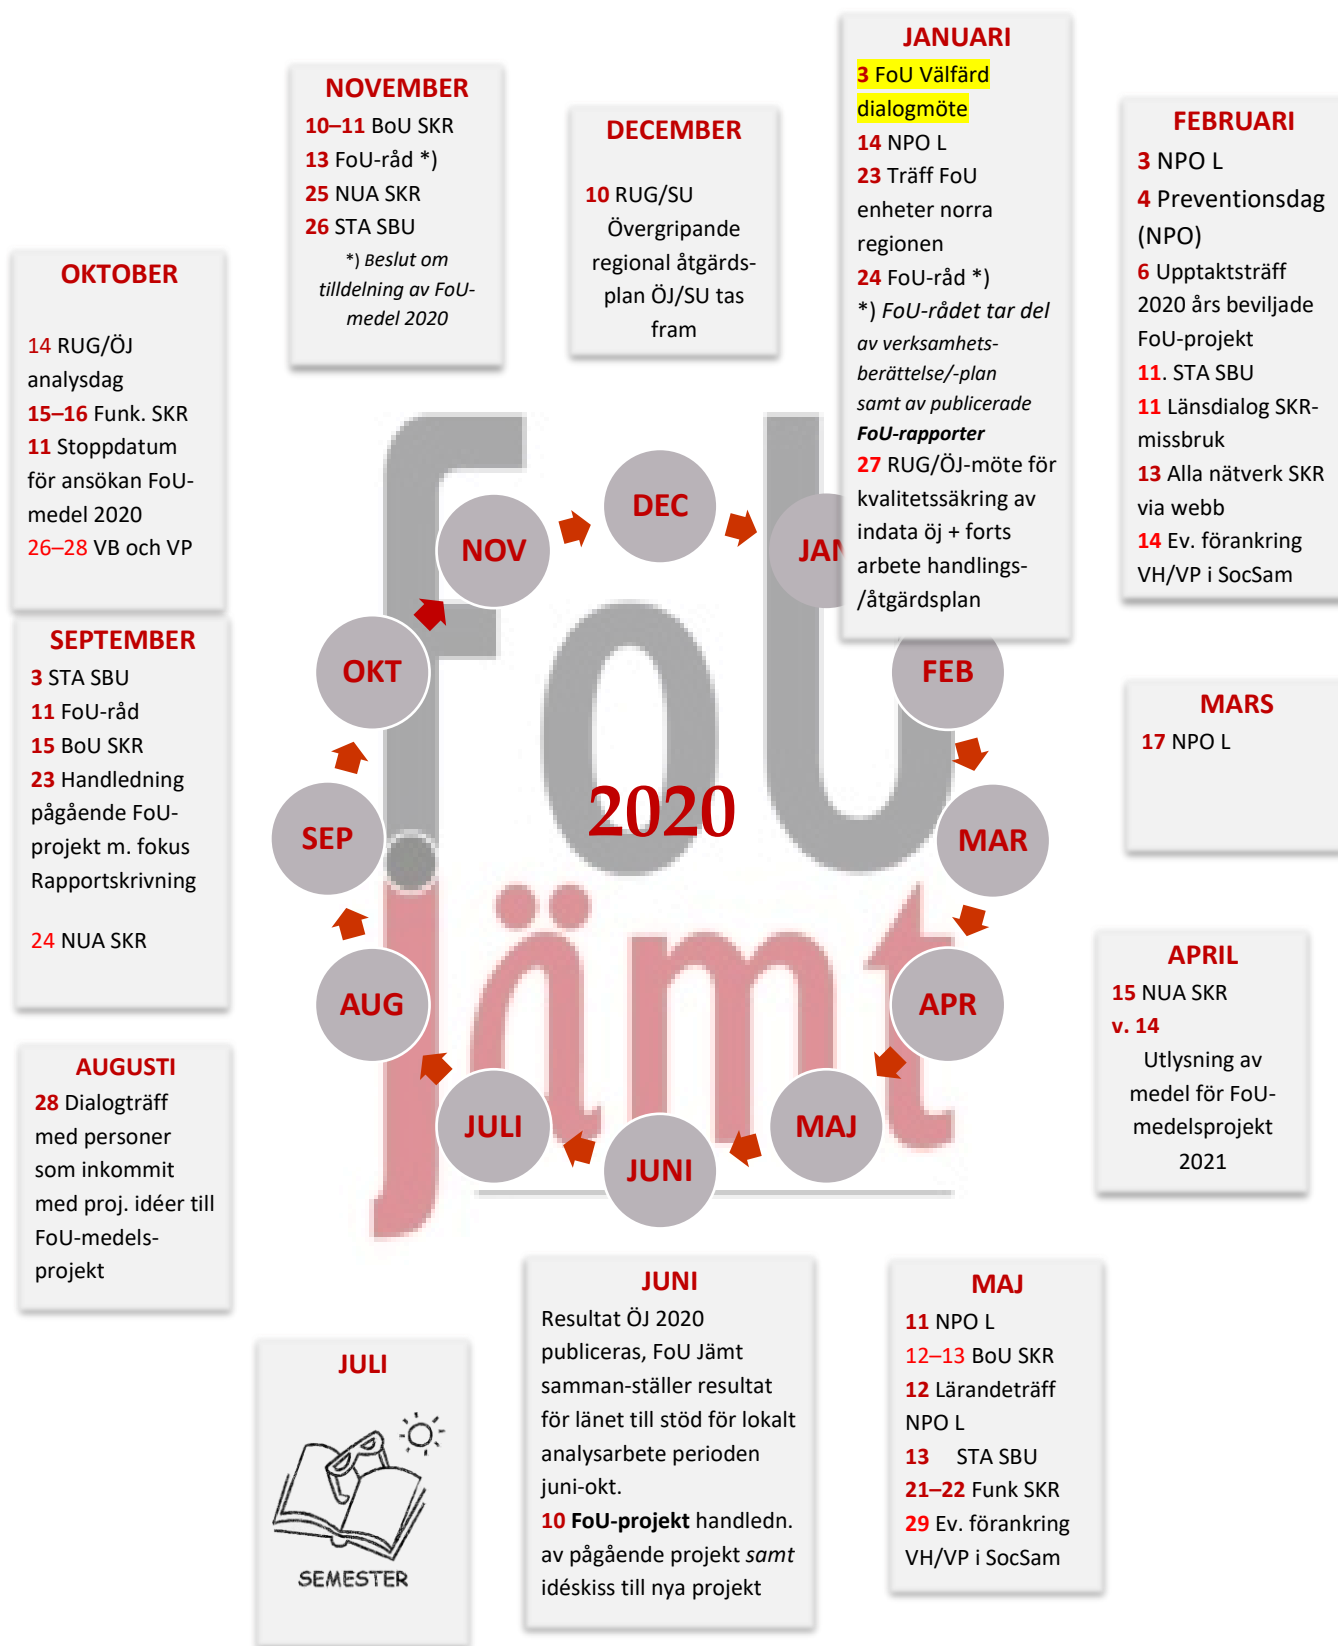 JANUARI
3 FoU Välfärd
dialogmöte
14 NPO L
23 Träff FoU
enheter norra
regionen
24 FoU-råd *)
*) FoU-rådet tar del
av verksamhets-
berättelse/-plan
samt av publicerade
FoU-rapporter
27 RUG/ÖJ-möte för
kvalitetssäkring av
indata öj + forts
arbete handlings-
/åtgärdsplan
FEBRUARI
3 NPO L
4 Preventionsdag
(NPO)
6 Upptaktsträff
2020 års beviljade
FoU-projekt
11. STA SBU
11 Länsdialog SKR-
missbruk
13 Alla nätverk SKR
via webb
14 Ev. förankring
VH/VP i SocSam
MARS
17 NPO L
APRIL
15 NUA SKR
v. 14
Utlysning av
medel för FoU-
medelsprojekt
2021
MAJ
11 NPO L
12–13 BoU SKR
12 Lärandeträff
NPO L
13 STA SBU
21–22 Funk SKR
29 Ev. förankring
VH/VP i SocSam
JUNI
Resultat ÖJ 2020
publiceras, FoU Jämt
samman-ställer resultat
för länet till stöd för lokalt
analysarbete perioden
juni-okt.
10 FoU-projekt handledn.
av pågående projekt samt
idéskiss till nya projekt
JULI
SEMESTER
AUGUSTI
28 Dialogträff
med personer
som inkommit
med proj. idéer till
FoU-medels-
projekt
SEPTEMBER
3 STA SBU
11 FoU-råd
15 BoU SKR
23 Handledning
pågående FoU-
projekt m. fokus
Rapportskrivning
24 NUA SKR
OKTOBER
14 RUG/ÖJ
analysdag
15–16 Funk. SKR
11 Stoppdatum
för ansökan FoU-
medel 2020
26–28 VB och VP
NOVEMBER
10–11 BoU SKR
13 FoU-råd *)
25 NUA SKR
26 STA SBU
*) Beslut om
tilldelning av FoU-
medel 2020
DECEMBER
10 RUG/SU
Övergripande
regional åtgärds-
plan ÖJ/SU tas
fram
DEC
JAN
FEB
MAR
APR
MAJ
JUNI
JULI
AUG
SEP
OKT
NOV
2020
FoU
Jämt